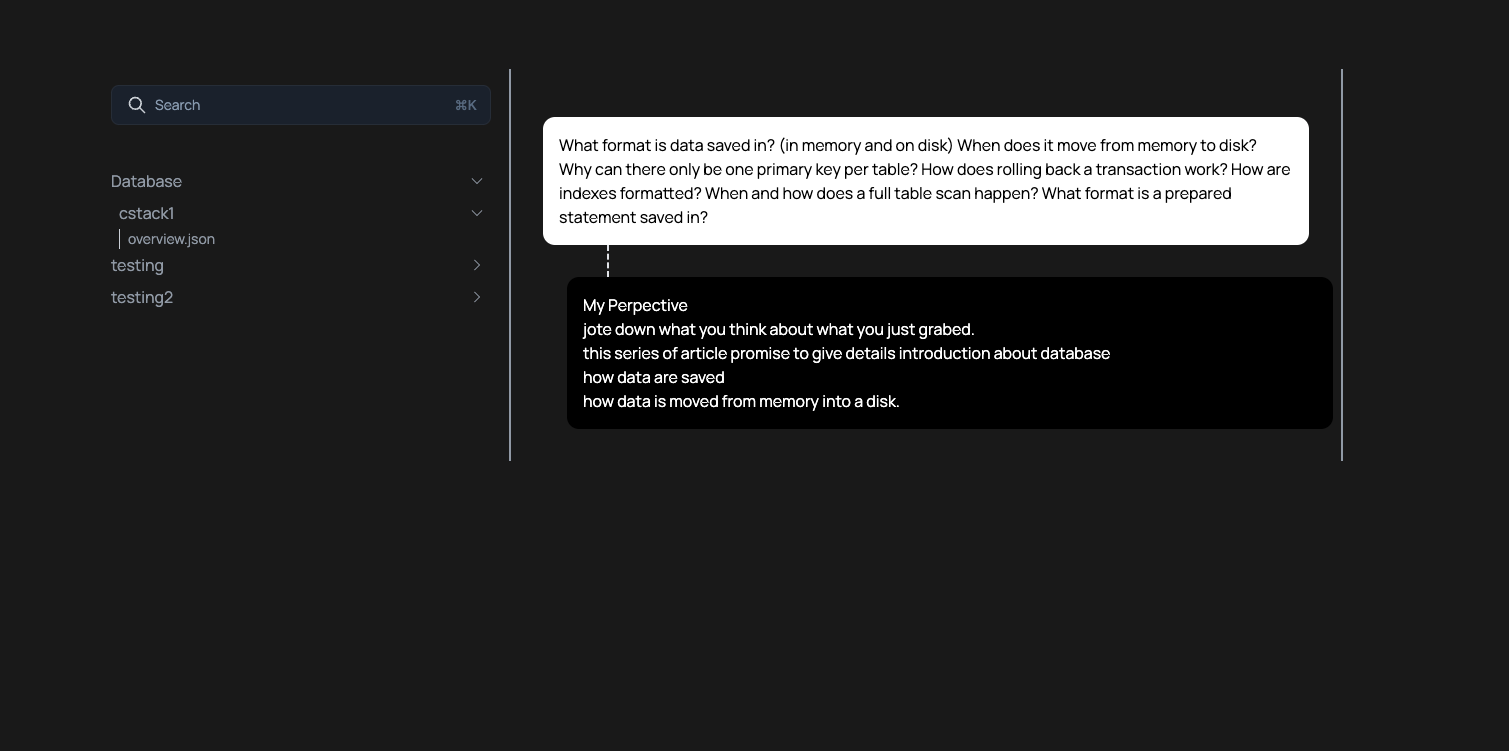 Search ⌘K
Database
cstack1
overview.json
testing
testing2
What format is data saved in? (in memory and on disk) When does it move from memory to disk?
Why can there only be one primary key per table? How does rolling back a transaction work? How are
indexes formatted? When and how does a full table scan happen? What format is a prepared
statement saved in?
My Perpective
jote down what you think about what you just grabed.
this series of article promise to give details introduction about database
how data are saved
how data is moved from memory into a disk.